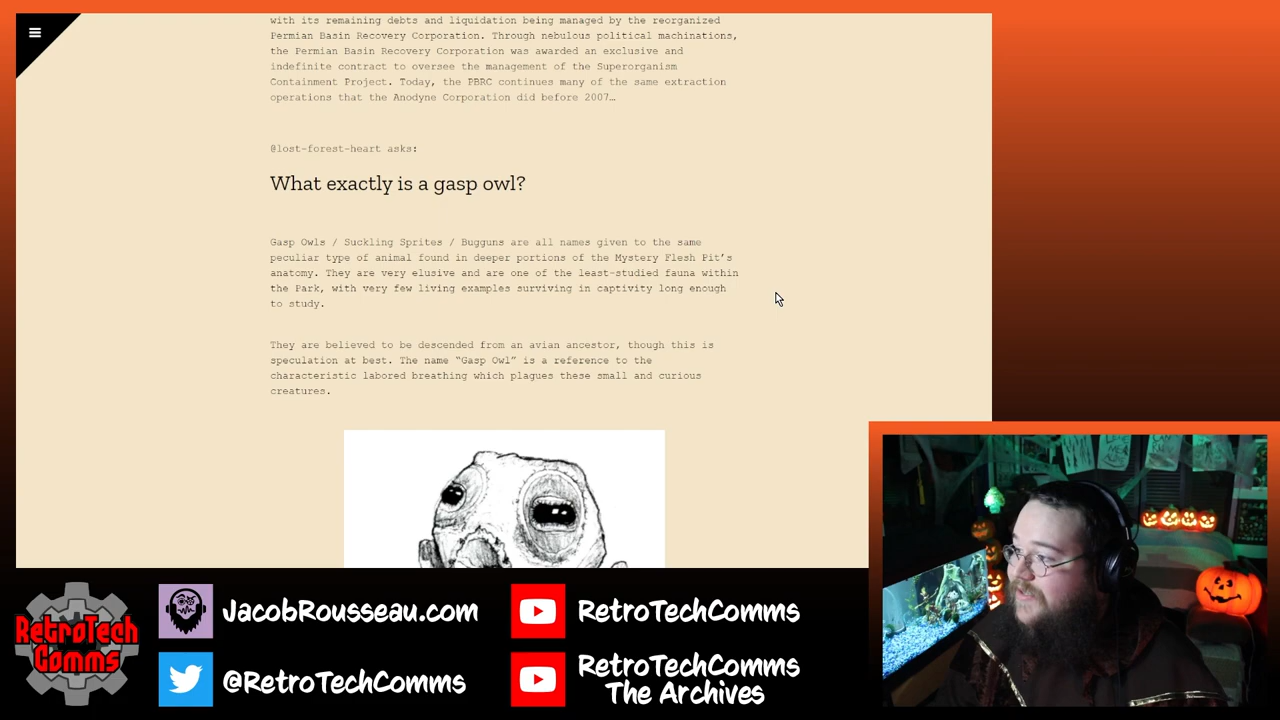 with its remaining debts and liquidation being managed by the reorganized
Permian Basin Recovery Corporation. Through nebulous political machinations,
the Permian Basin Recovery Corporation was awarded an exclusive and
indefinite contract to oversee the management of the Superorganism
Containment Project. Today, the PBRC continues many of the same extraction
operations that the Anodyne Corporation did before 2007…
@lost-forest-heart asks:
What exactly is a gasp owl?
Gasp Owls / Suckling Sprites / Bugguns are all names given to the same
peculiar type of animal found in deeper portions of the Mystery Flesh Pit’s
anatomy. They are very elusive and are one of the least-studied fauna within
the Park, with very few living examples surviving in captivity long enough
to study.
They are believed to be descended from an avian ancestor, though this is
speculation at best. The name “Gasp Owl” is a reference to the
characteristic labored breathing which plagues these small and curious
creatures.
RetroTech
Comms
JacobRousseau.com
@RetroTechComms
RetroTechComms
RetroTechComms
The Archives